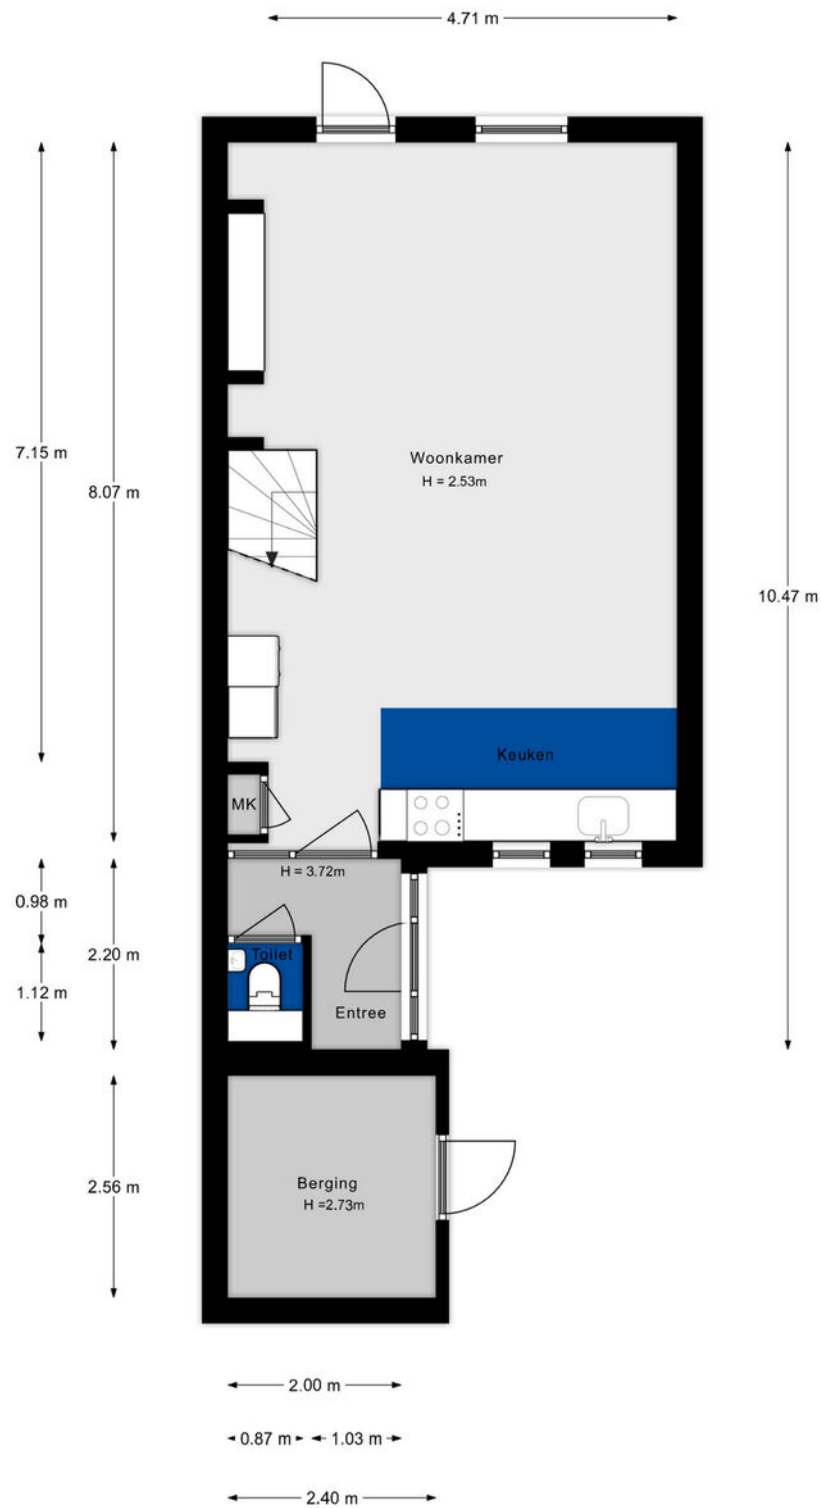 4.71 m
7.15 m
8.07 m
10.47 m
Woonkamer
H = 2.53m
Keuken
MK
H = 3.72m
0.98 m
2.20 m
1.12 m
Toilet
Entree
2.56 m
Berging
H =2.73m
2.00 m
0.87 m
1.03 m
2.40 m